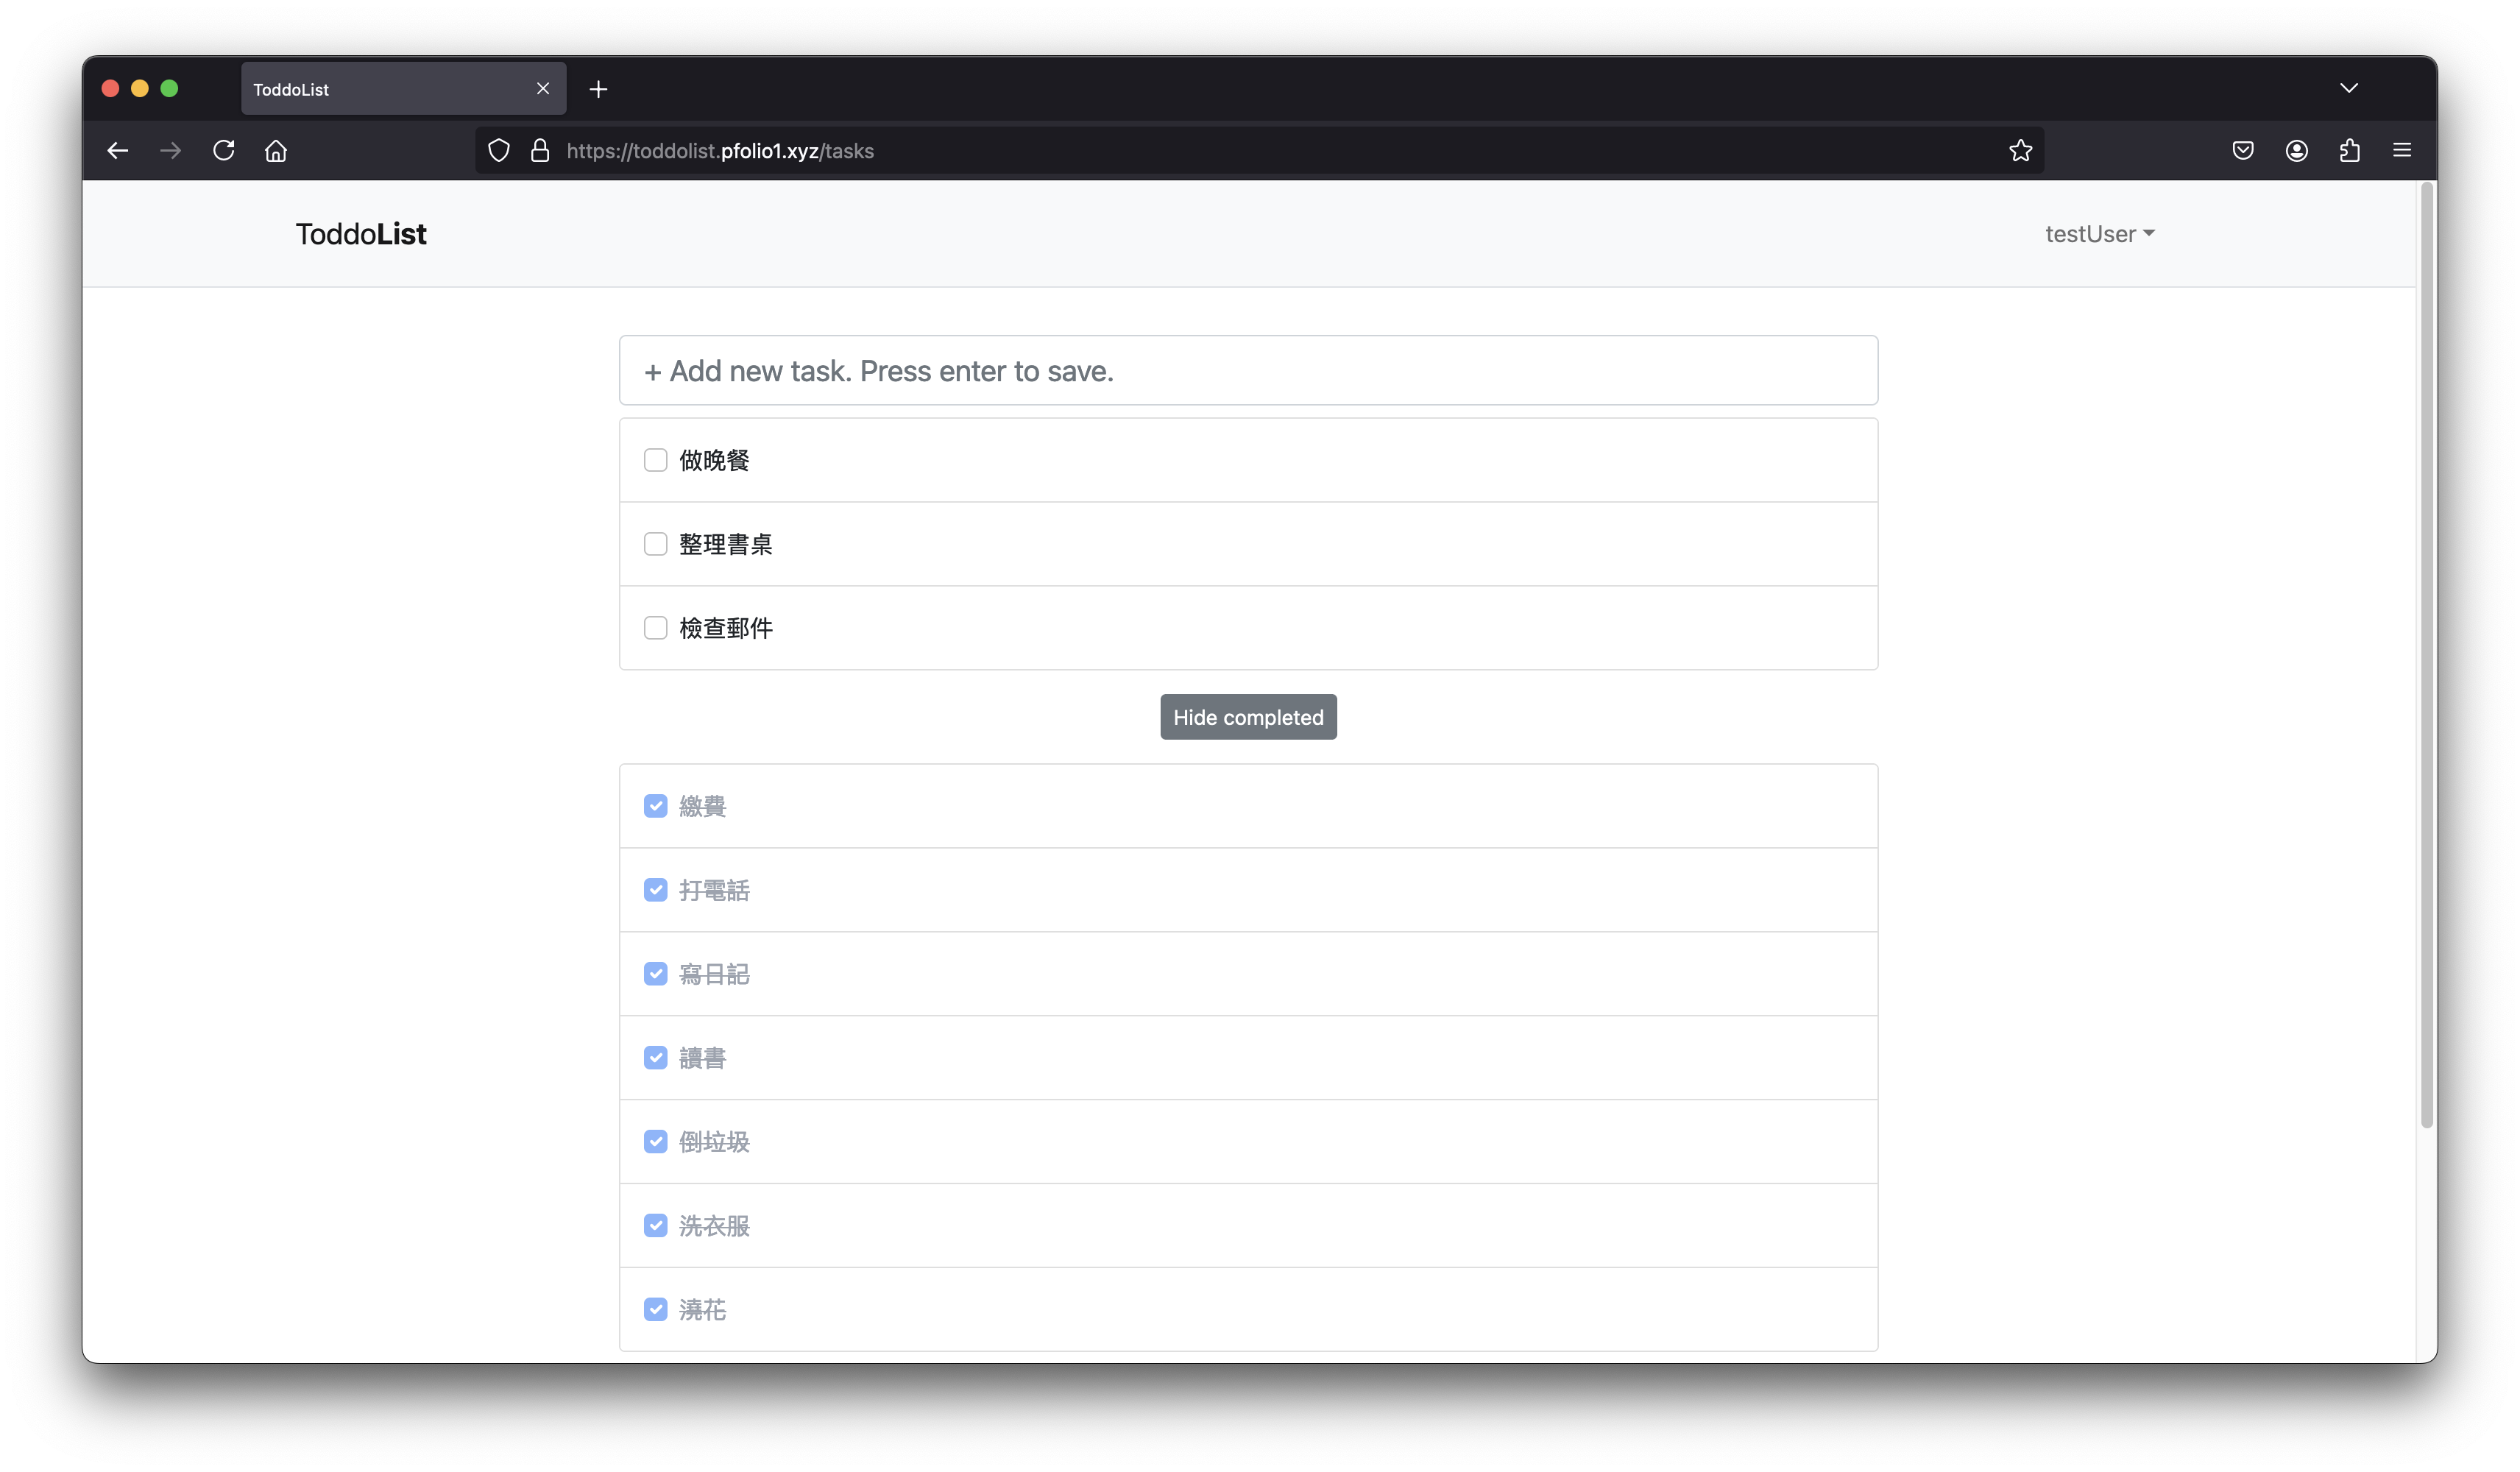 ToddoList
https://toddolist.pfolio1.xyz/tasks
ToddoList
testUser
+ Add new task. Press enter to save.
做晚餐
整理書桌
檢查郵件
Hide completed
繳費
打電話
寫日記
讀書
倒垃圾
洗衣服
澆花